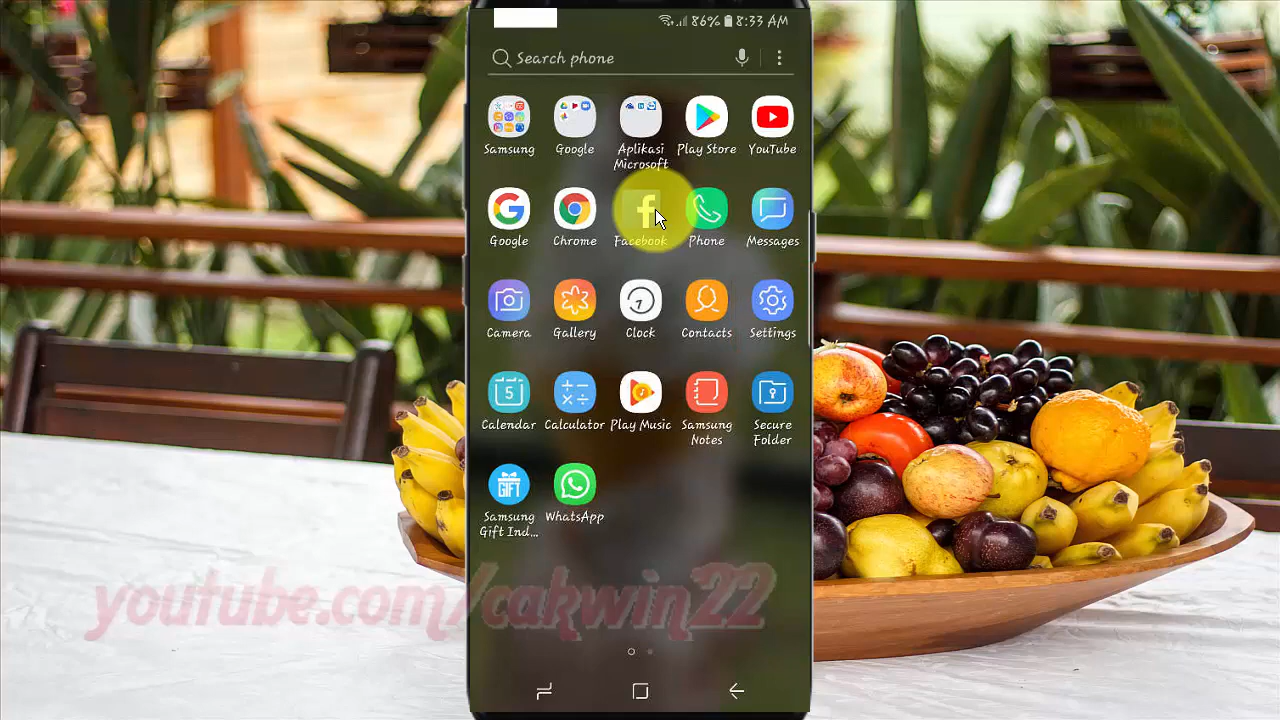 86% 8:33 AM
Search phone
Samsung Google Aplikasi Microsoft Play Store YouTube
Google Chrome Facebook Phone Messages
Camera Gallery Clock Contacts Settings
5
Calendar Calculator Play Music Samsung Notes Secure Folder
GIFT
Samsung Gift Ind... WhatsApp
youtube.com/cakwin22